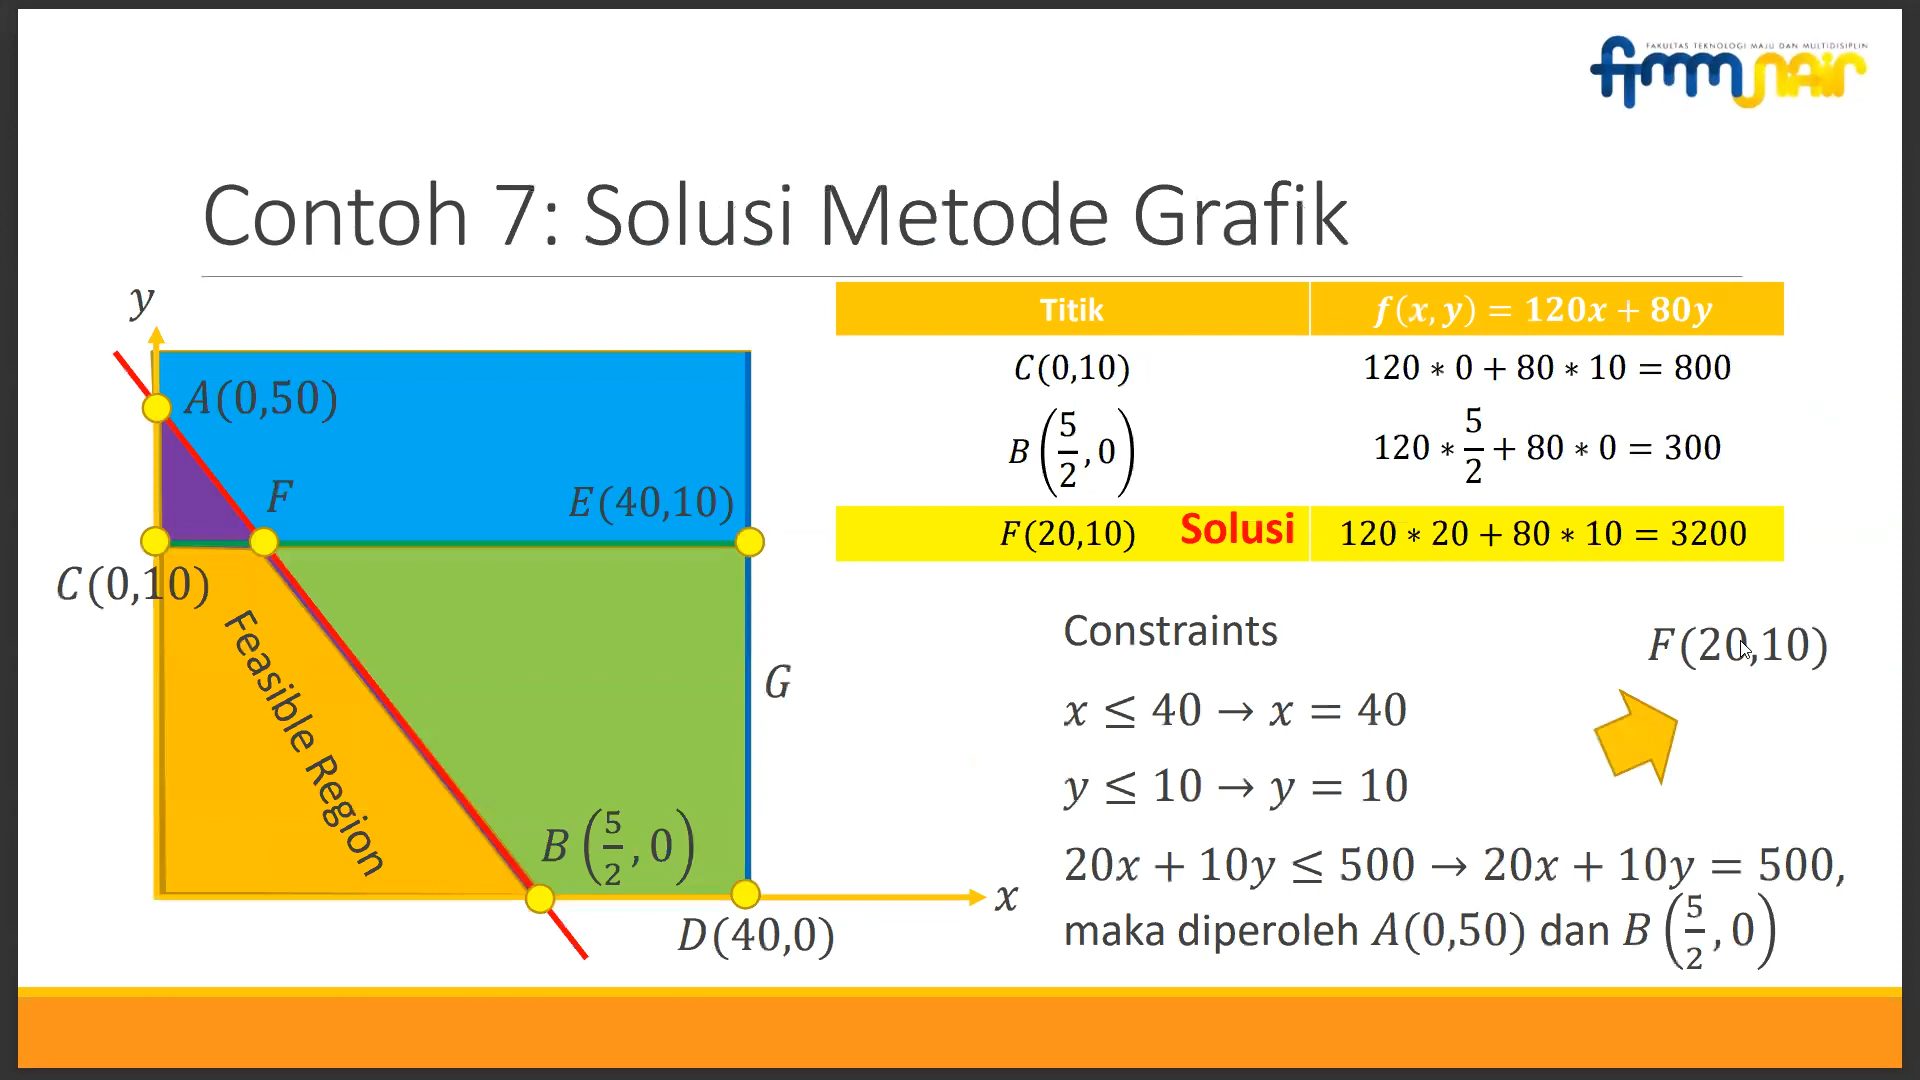 FAKULTAS TEKNOLOGI MAJU DAN MULTIDISIPLIN
ftmm UNAIR
Contoh 7: Solusi Metode Grafik
y
A(0,50)
F
E(40,10)
C(0,10)
Feasible Region
G
B(5/2, 0)
x
D(40,0)
Titik f(x, y) = 120x + 80y
C(0,10) 120 ∗ 0 + 80 ∗ 10 = 800
B(5/2, 0) 120 ∗ 5/2 + 80 ∗ 0 = 300
F(20,10) Solusi 120 ∗ 20 + 80 ∗ 10 = 3200
Constraints
F(20,10)
x ≤ 40 → x = 40
y ≤ 10 → y = 10
20x + 10y ≤ 500 → 20x + 10y = 500,
maka diperoleh A(0,50) dan B(5/2, 0)